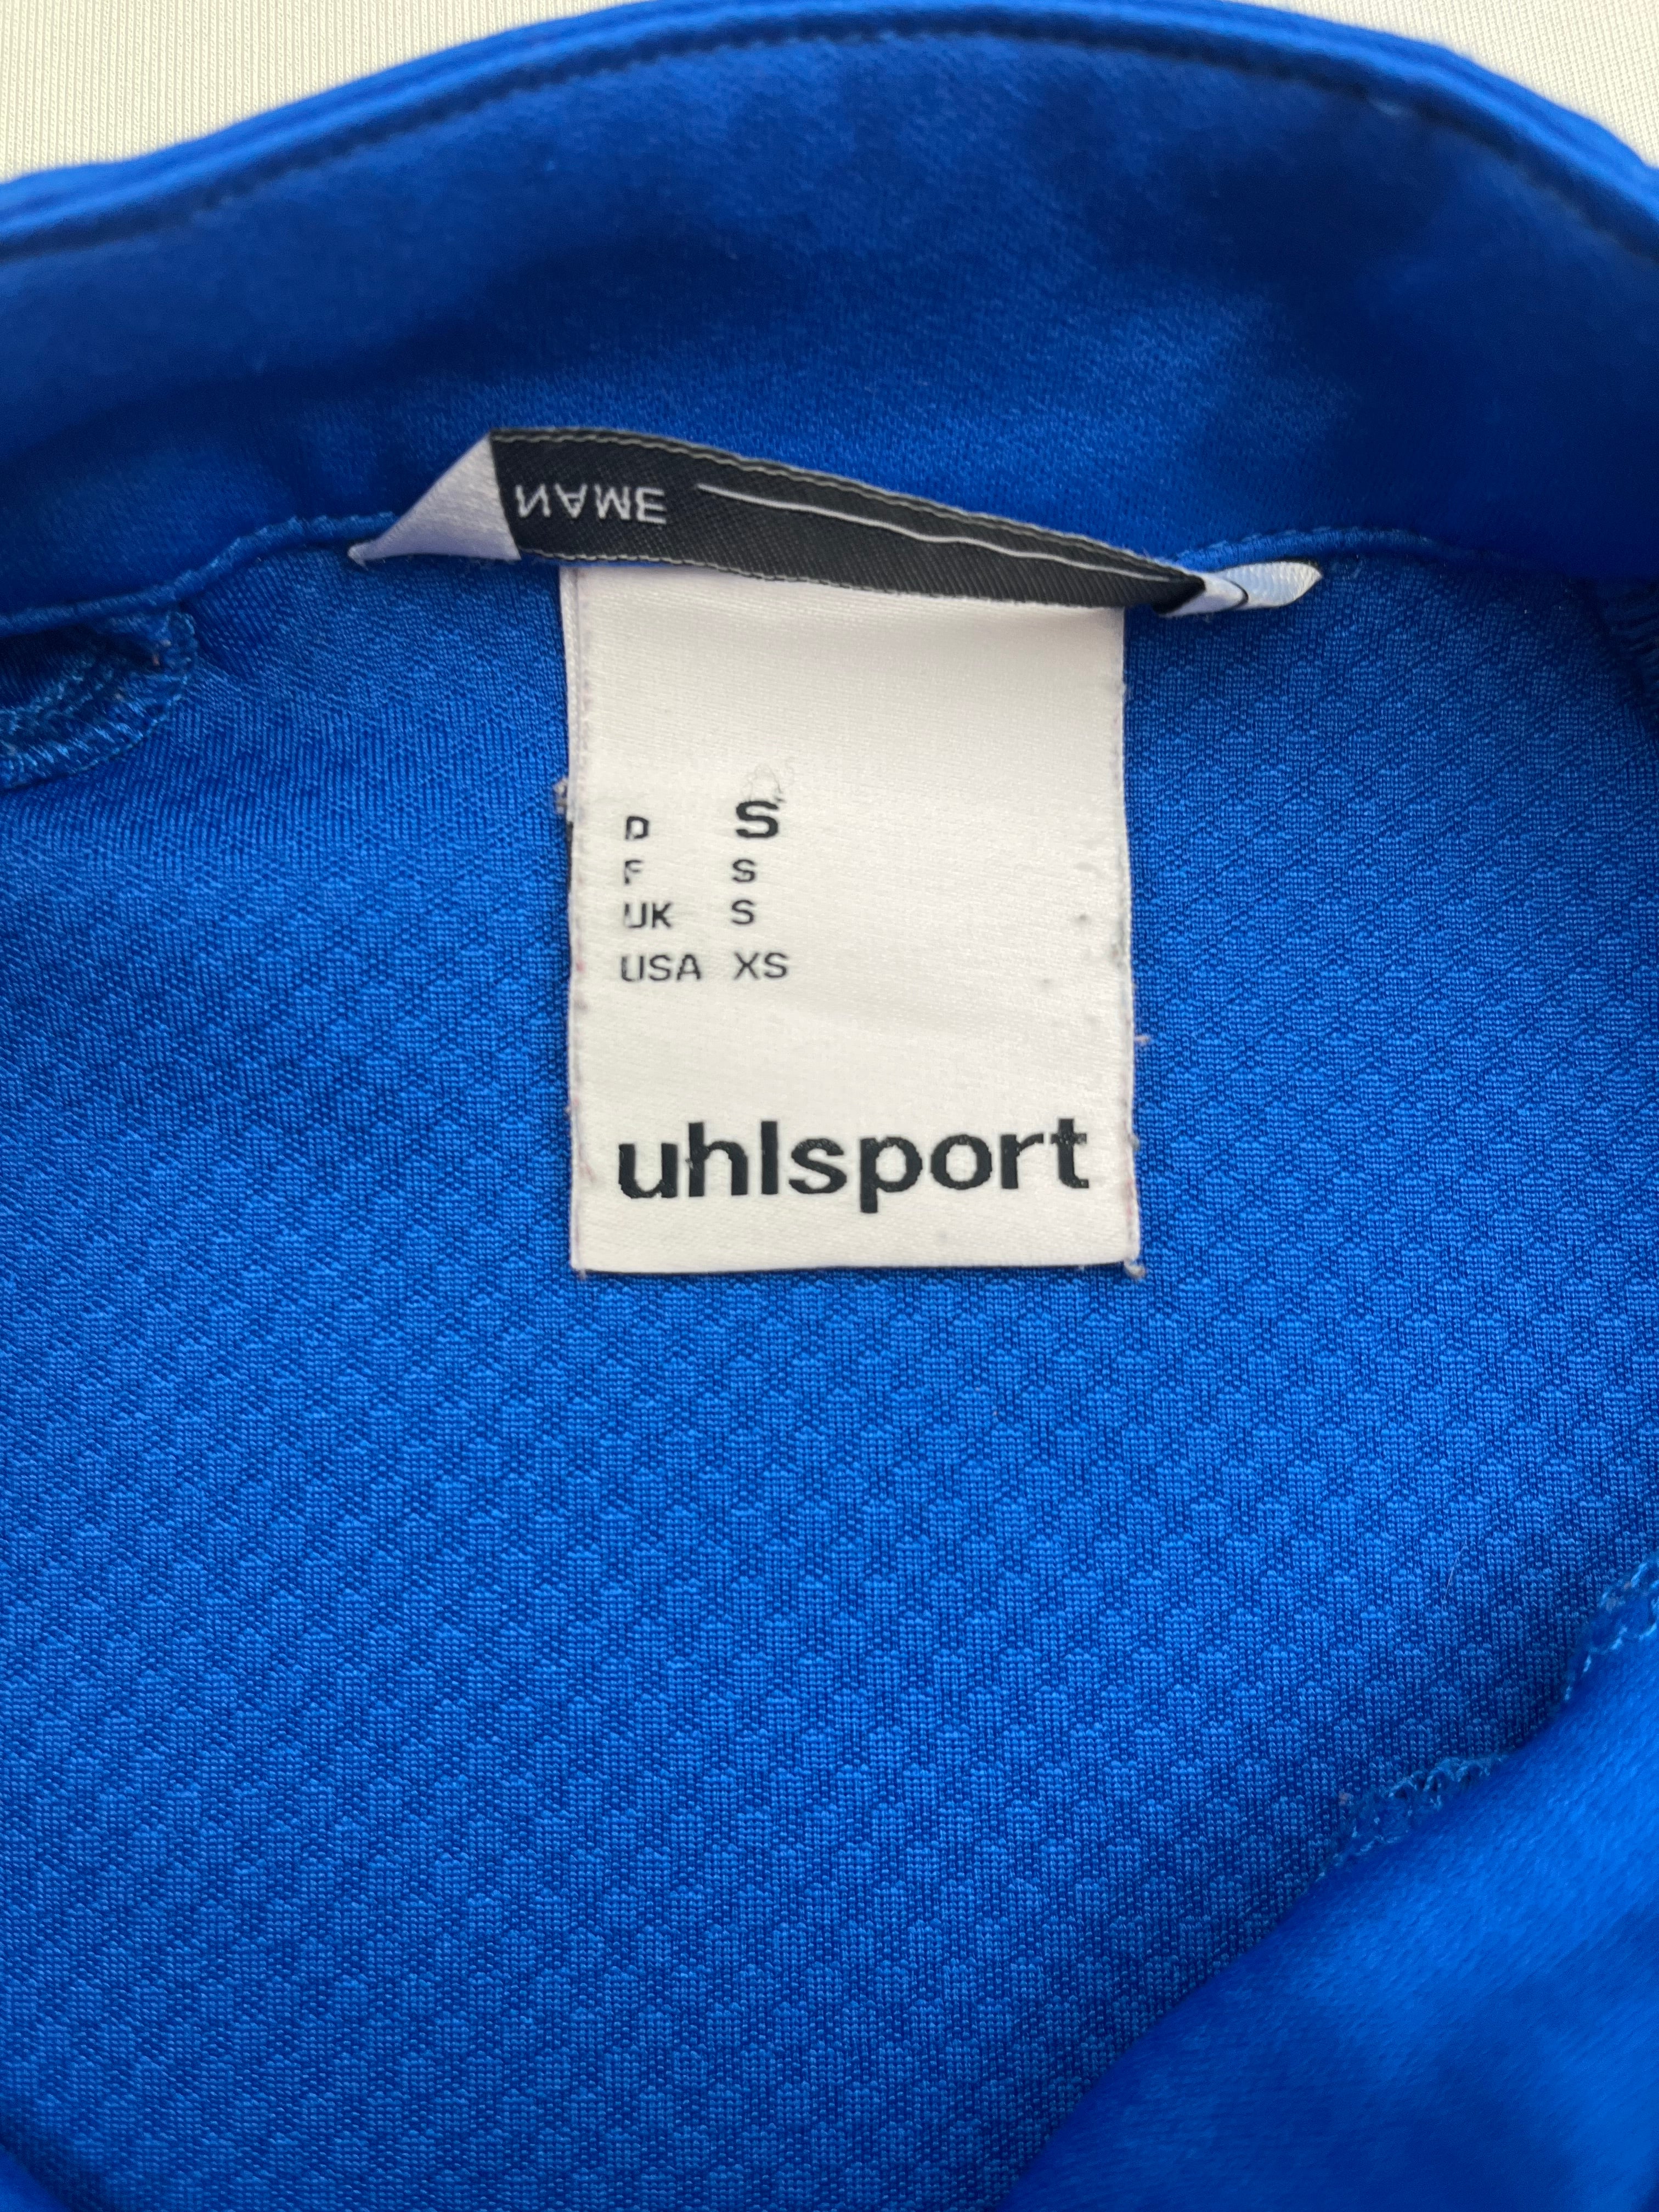 NAME
D S
F S
UK S
USA XS
uhlsport